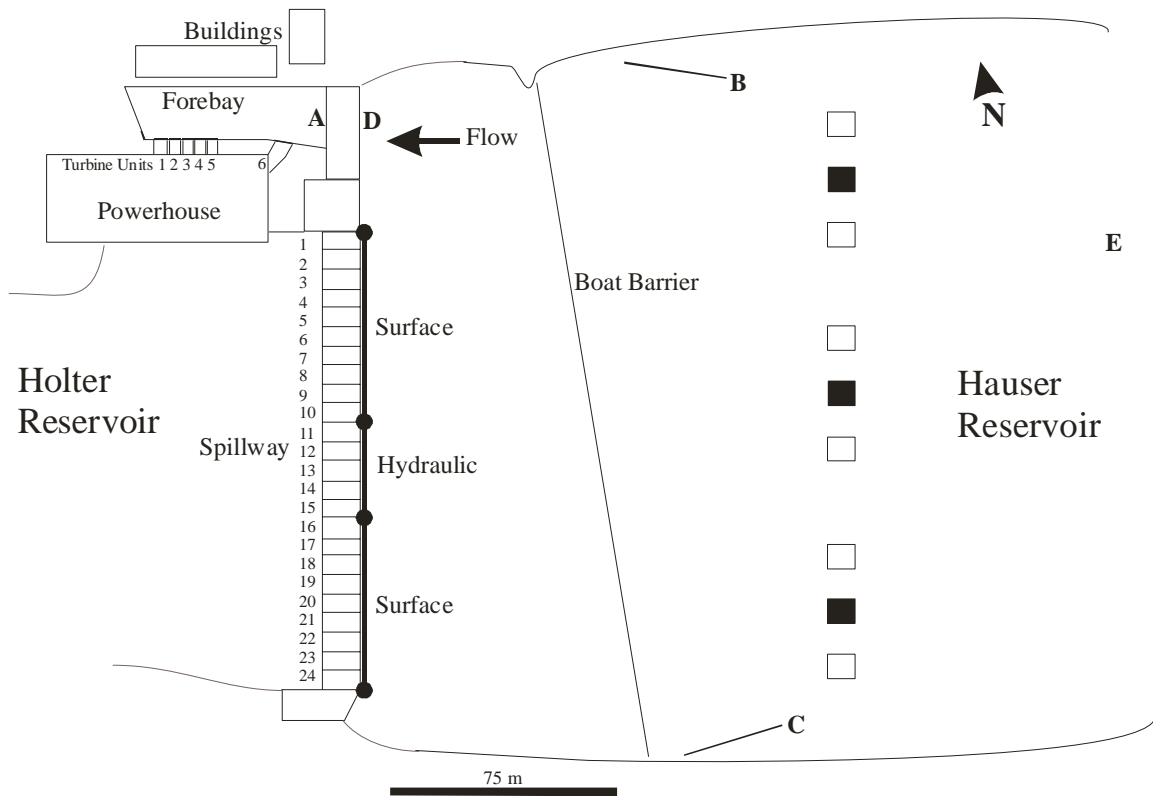 Buildings
Forebay
A
D
B
N
Flow
Turbine Units 1 2 3 4 5 6
Powerhouse
E
1
2
3
4
5
6
7
8
9
10
11
12
13
14
15
16
17
18
19
20
21
22
23
24
Surface
Boat Barrier
Holter
Reservoir
Hauser
Reservoir
Spillway
Hydraulic
Surface
C
75 m